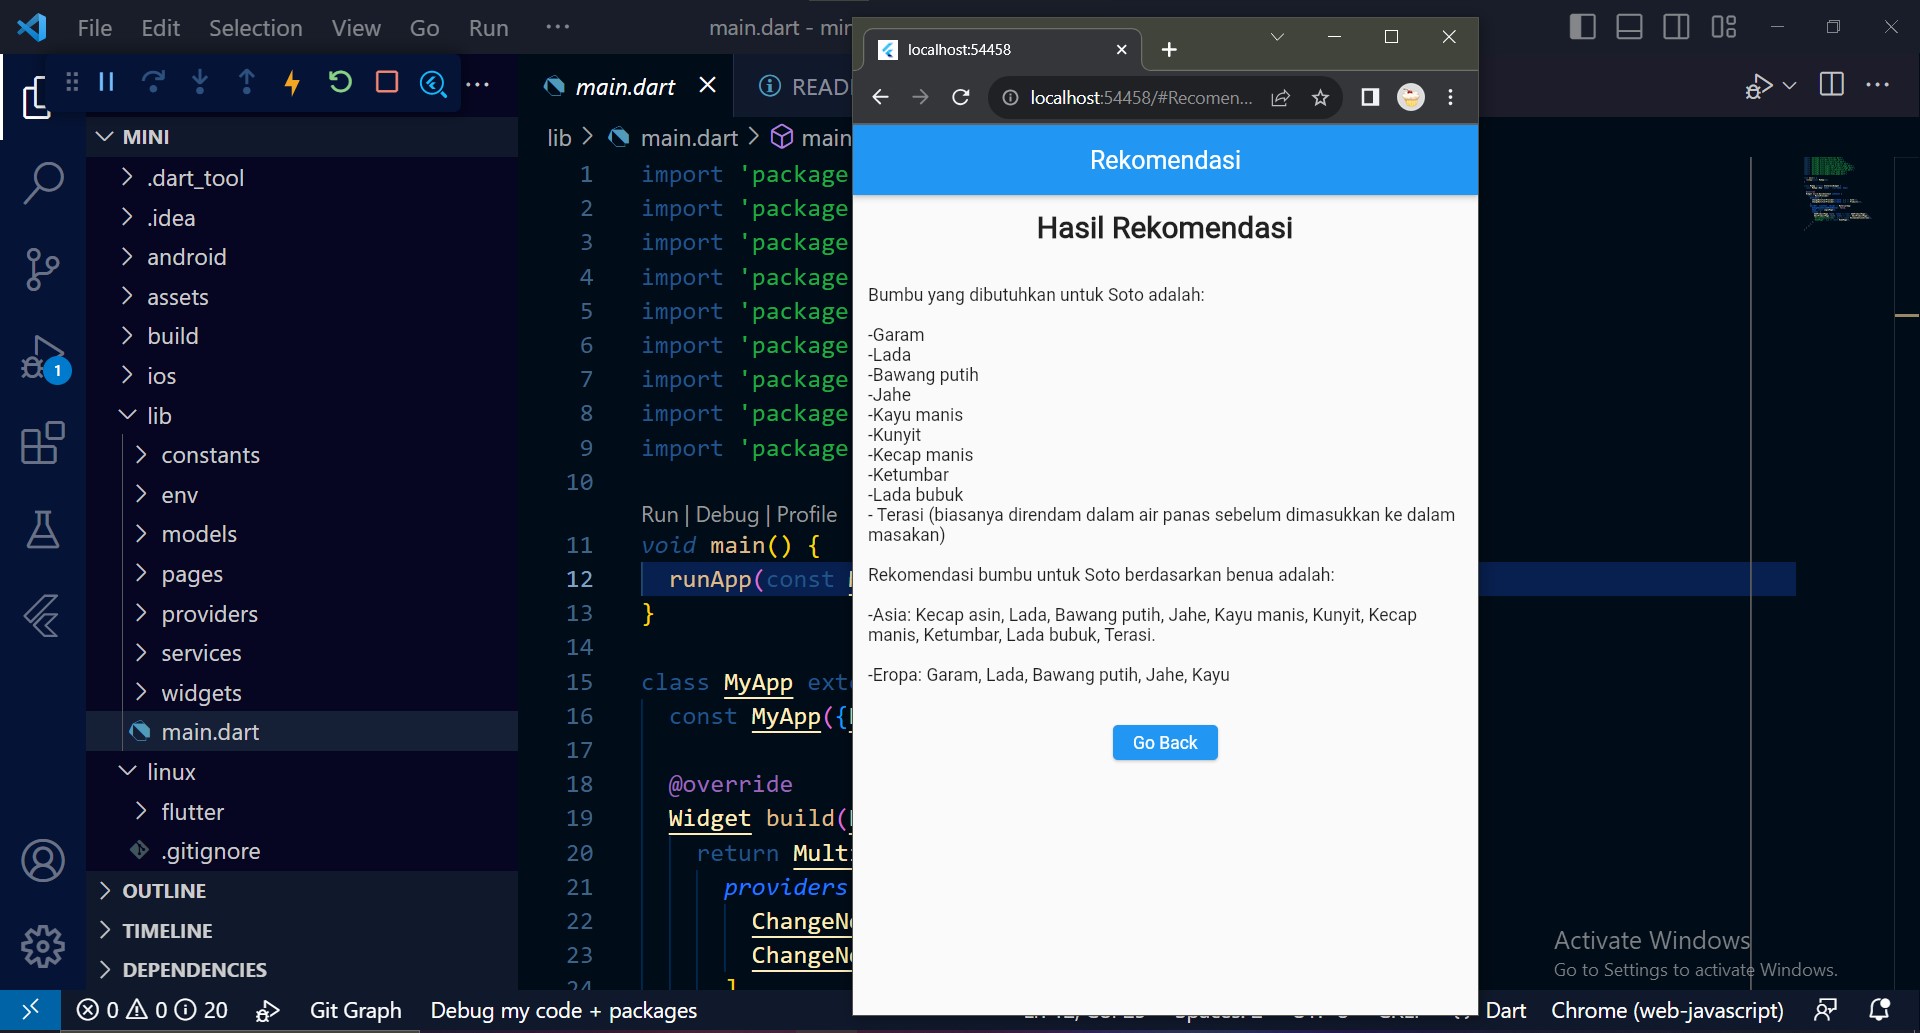 File Edit Selection View Go Run ···
main.dart - mir
main.dart
READ
MINI
.dart_tool
.idea
android
assets
build
ios
lib
constants
env
models
pages
providers
services
widgets
main.dart
linux
flutter
.gitignore
OUTLINE
TIMELINE
DEPENDENCIES
1
lib > main.dart > main
1 import 'package
2 import 'package
3 import 'package
4 import 'package
5 import 'package
6 import 'package
7 import 'package
8 import 'package
9 import 'package
10
Run | Debug | Profile
11 void main() {
12 runApp(const
13 }
14
15 class MyApp ext
16 const MyApp({
17
18 @override
19 Widget build(
20 return Mult
21 providers
22 ChangeN
23 ChangeN
24 ]
localhost:54458
localhost:54458/#Recomen...
Rekomendasi
Hasil Rekomendasi
Bumbu yang dibutuhkan untuk Soto adalah:
-Garam
-Lada
-Bawang putih
-Jahe
-Kayu manis
-Kunyit
-Kecap manis
-Ketumbar
-Lada bubuk
- Terasi (biasanya direndam dalam air panas sebelum dimasukkan ke dalam
masakan)
Rekomendasi bumbu untuk Soto berdasarkan benua adalah:
-Asia: Kecap asin, Lada, Bawang putih, Jahe, Kayu manis, Kunyit, Kecap
manis, Ketumbar, Lada bubuk, Terasi.
-Eropa: Garam, Lada, Bawang putih, Jahe, Kayu
Go Back
Activate Windows
Go to Settings to activate Windows.
0 0 20 Git Graph Debug my code + packages
Dart Chrome (web-javascript)